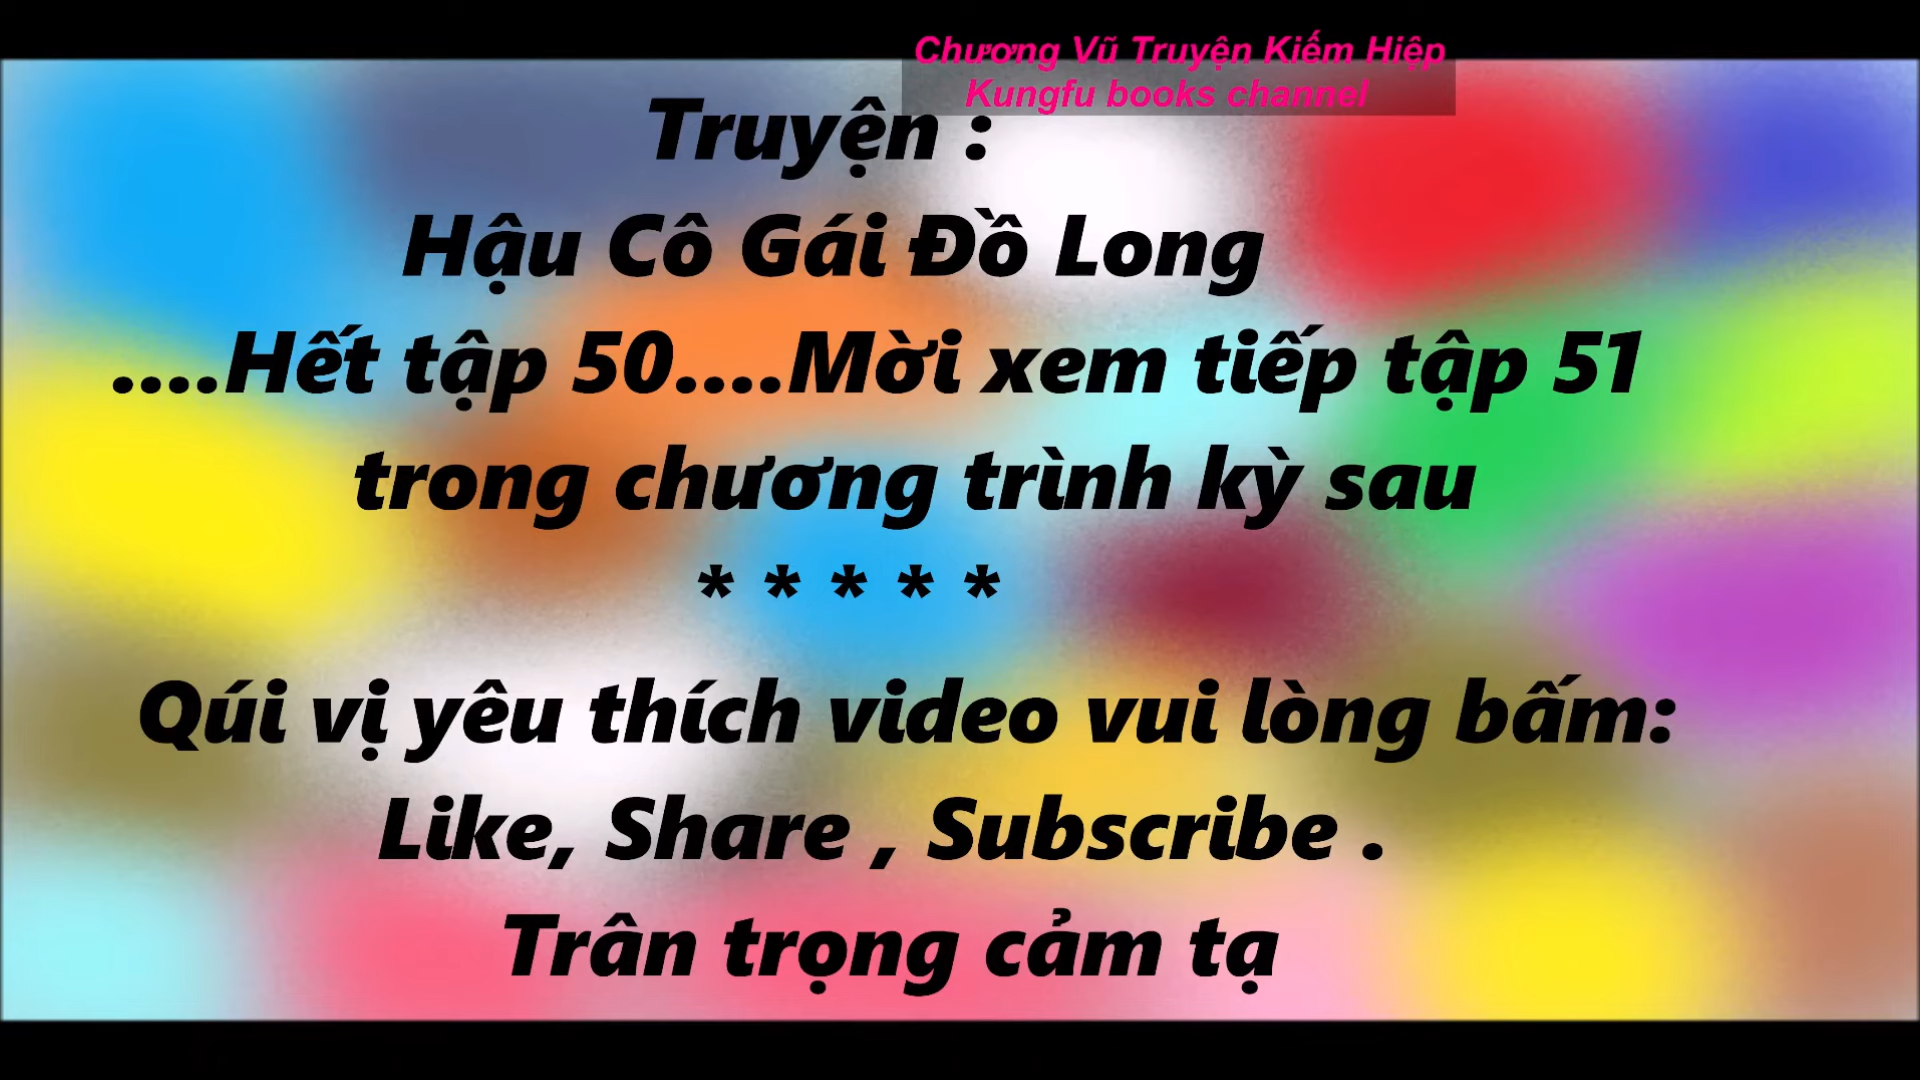 Chương Vũ Truyện Kiếm Hiệp
Kungfu books channel
Truyện :
Hậu Cô Gái Đồ Long
....Hết tập 50....Mời xem tiếp tập 51
trong chương trình kỳ sau
* * * * *
Qúi vị yêu thích video vui lòng bấm:
Like, Share , Subscribe .
Trân trọng cảm tạ